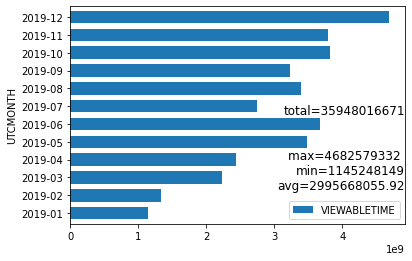 2019-12
2019-11
2019-10
2019-09
2019-08
2019-07
total=35948016671
2019-06
2019-05
2019-04
max=4682579332
2019-03
min=1145248149
avg=2995668055.92
2019-02
2019-01
UTCMONTH
VIEWABLETIME
0 1 2 3 4
1e9